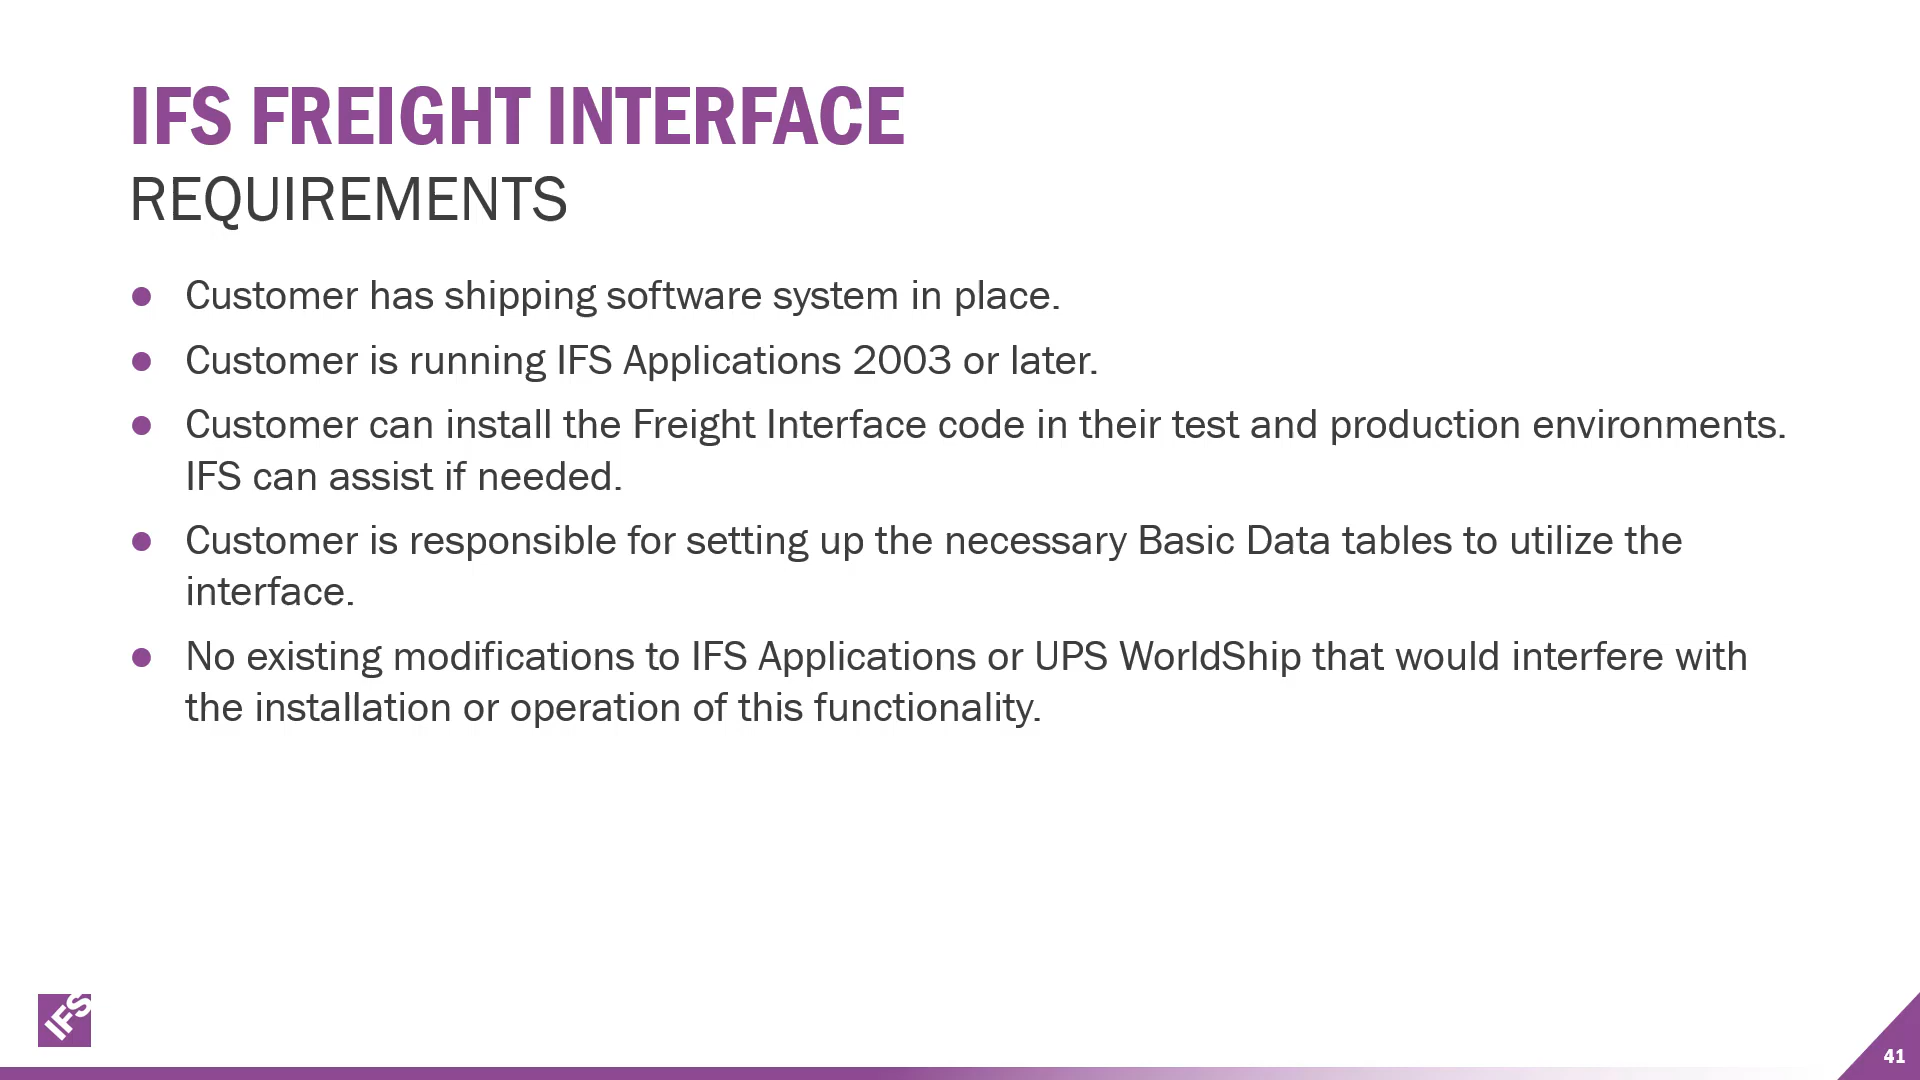 IFS FREIGHT INTERFACE
REQUIREMENTS
● Customer has shipping software system in place.
● Customer is running IFS Applications 2003 or later.
● Customer can install the Freight Interface code in their test and production environments.
IFS can assist if needed.
● Customer is responsible for setting up the necessary Basic Data tables to utilize the
interface.
● No existing modifications to IFS Applications or UPS WorldShip that would interfere with
the installation or operation of this functionality.
IFS
41